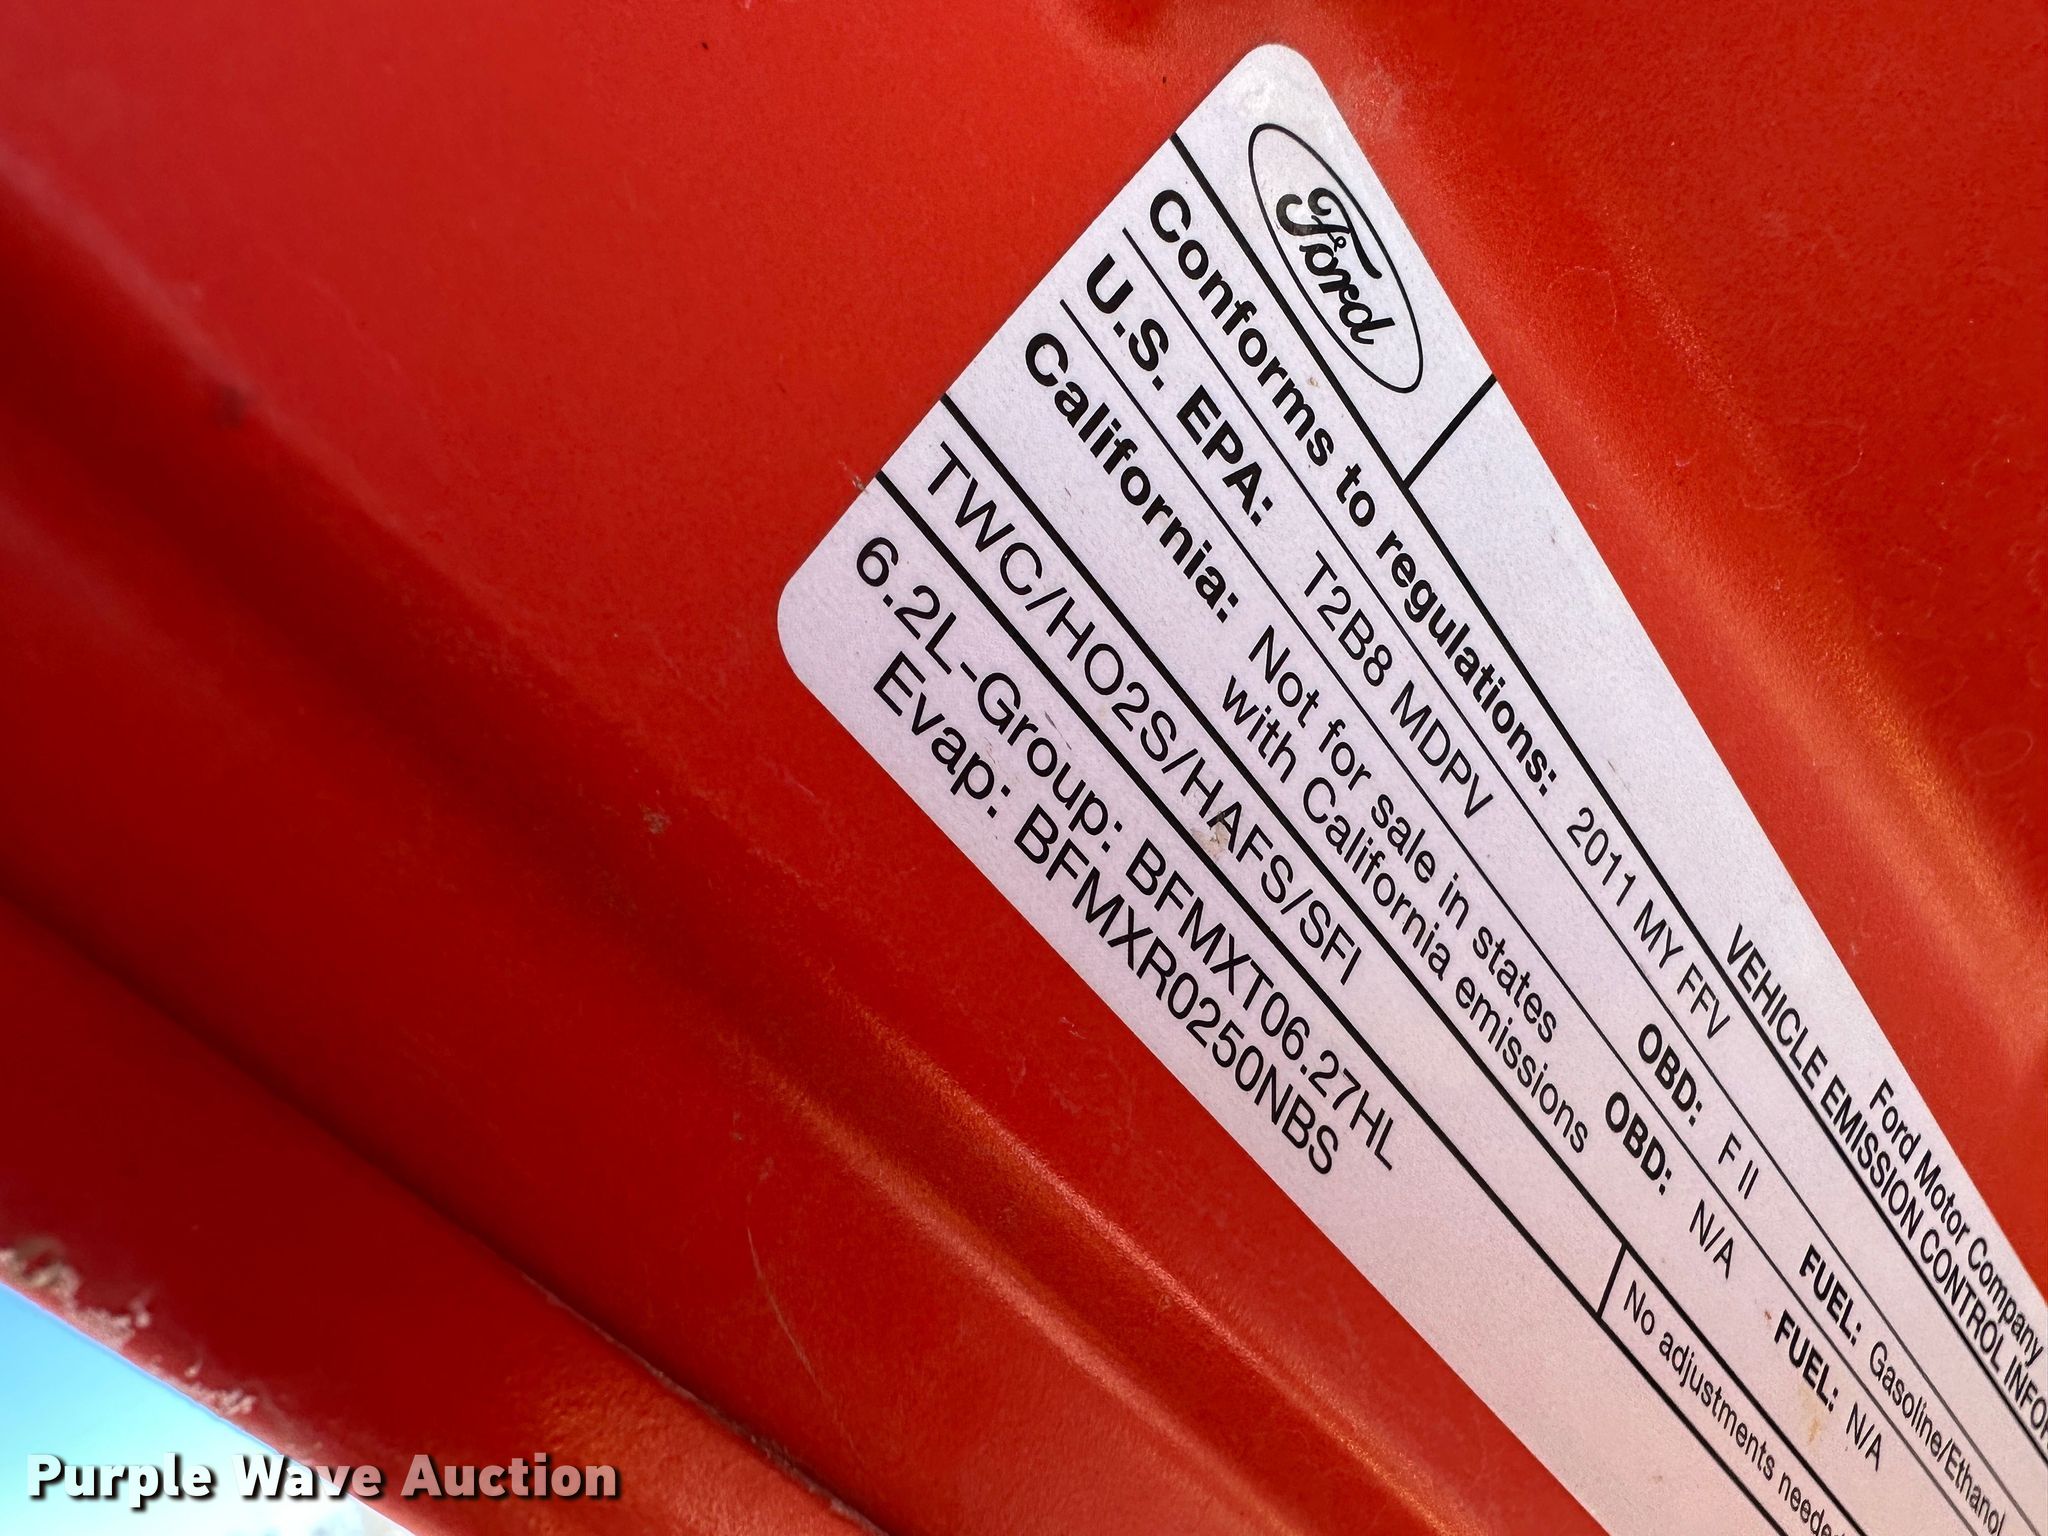 Ford
Ford Motor Company
VEHICLE EMISSION CONTROL
Conforms to regulations: 2011 MY FFV
U.S. EPA: T2B8 MDPV OBD: F II FUEL: Gasoline/Ethanol
California: Not for sale in states OBD: N/A FUEL: N/A
with California emissions
TWC/HO2S/HAFS/SFI
No adjustments needed
6.2L-Group: BFMXT06.27HL
Evap: BFMXR0250NBS
Purple Wave Auction